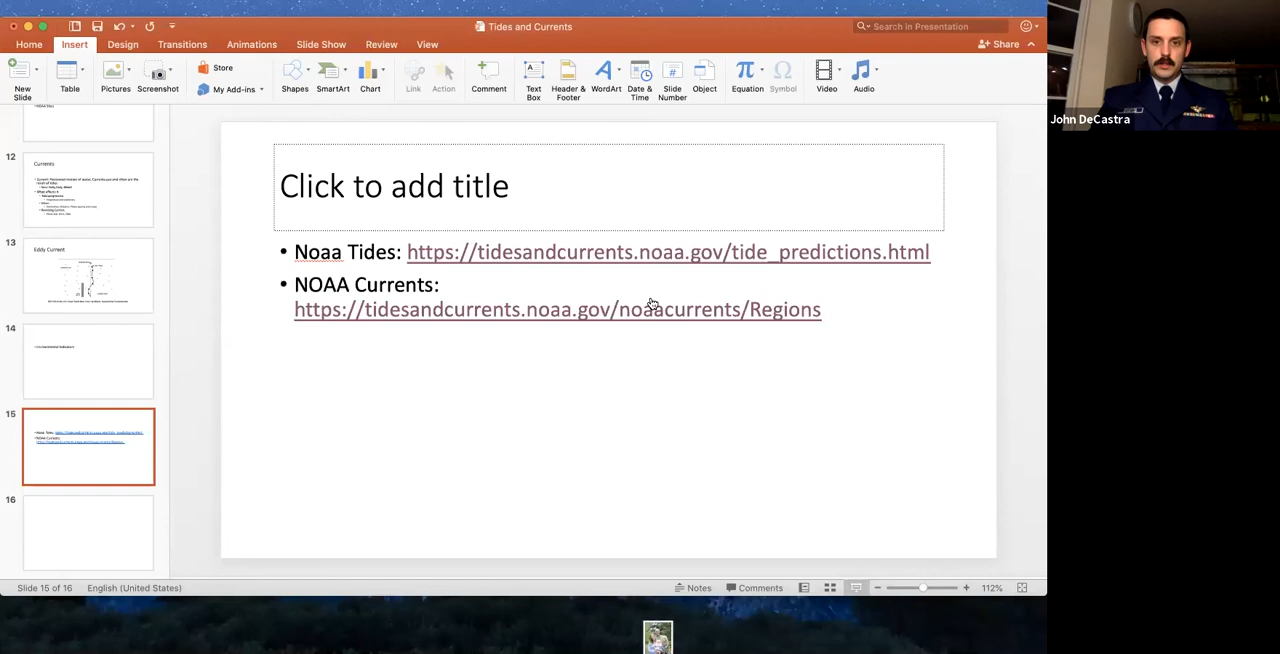 Tides and Currents
Search in Presentation
Home Insert Design Transitions Animations Slide Show Review View
Share
New Slide
Table
Pictures
Screenshot
Store
My Add-ins
Shapes
SmartArt
Chart
Link
Action
Comment
Text Box
Header & Footer
WordArt
Date & Time
Slide Number
Object
Equation
Symbol
Video
Audio
John DeCastra
12
Currents
13
Eddy Current
14
15
16
Click to add title
• Noaa Tides: https://tidesandcurrents.noaa.gov/tide_predictions.html
• NOAA Currents:
https://tidesandcurrents.noaa.gov/noaacurrents/Regions
Slide 15 of 16 English (United States)
Notes Comments 112%